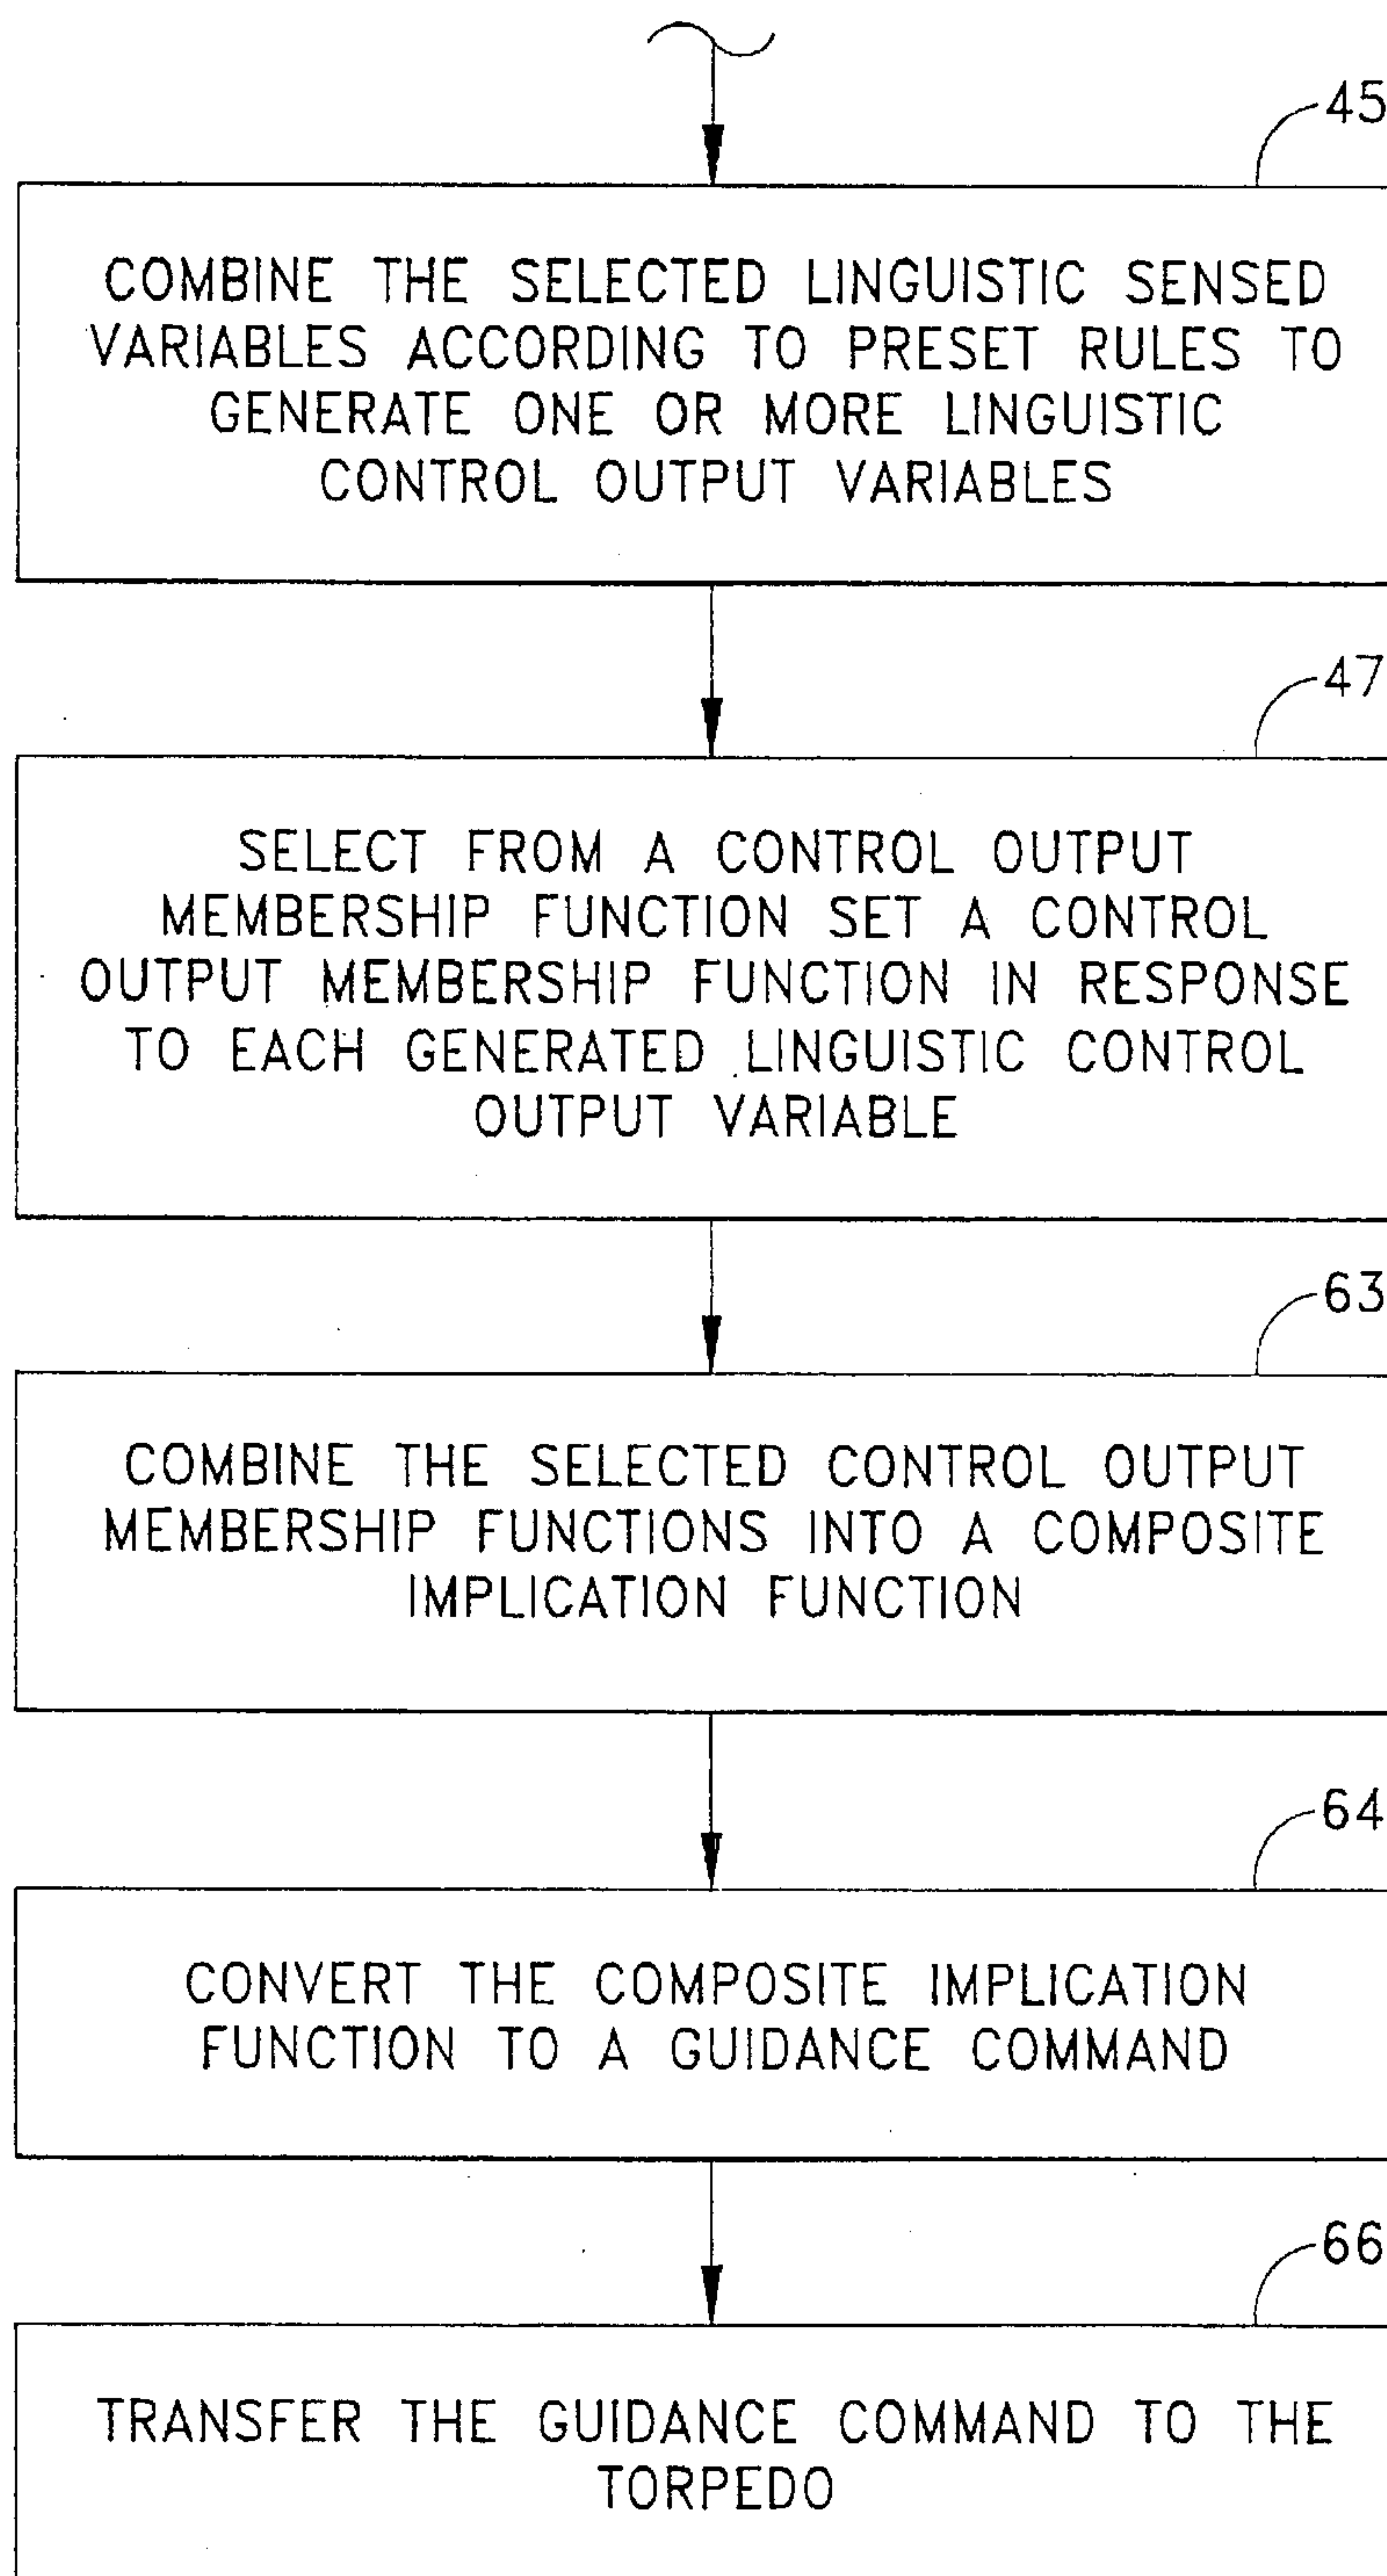 45
COMBINE THE SELECTED LINGUISTIC SENSED
VARIABLES ACCORDING TO PRESET RULES TO
GENERATE ONE OR MORE LINGUISTIC
CONTROL OUTPUT VARIABLES
47
SELECT FROM A CONTROL OUTPUT
MEMBERSHIP FUNCTION SET A CONTROL
OUTPUT MEMBERSHIP FUNCTION IN RESPONSE
TO EACH GENERATED LINGUISTIC CONTROL
OUTPUT VARIABLE
63
COMBINE THE SELECTED CONTROL OUTPUT
MEMBERSHIP FUNCTIONS INTO A COMPOSITE
IMPLICATION FUNCTION
64
CONVERT THE COMPOSITE IMPLICATION
FUNCTION TO A GUIDANCE COMMAND
66
TRANSFER THE GUIDANCE COMMAND TO THE
TORPEDO